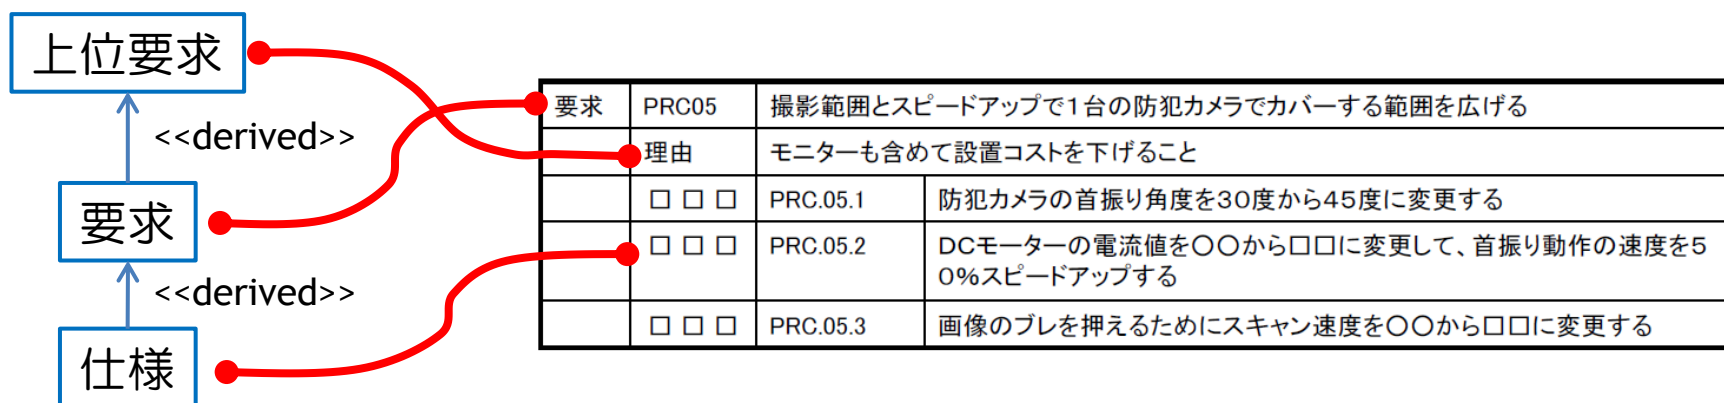 上位要求
<<derived>>
要求
<<derived>>
仕様
要求 PRC05 撮影範囲とスピードアップで1台の防犯カメラでカバーする範囲を広げる
理由 モニターも含めて設置コストを下げること
□ □ □ PRC.05.1 防犯カメラの首振り角度を30度から45度に変更する
□ □ □ PRC.05.2 DCモーターの電流値を〇〇から□□に変更して、首振り動作の速度を5
0%スピードアップする
□ □ □ PRC.05.3 画像のブレを押えるためにスキャン速度を〇〇から□□に変更する